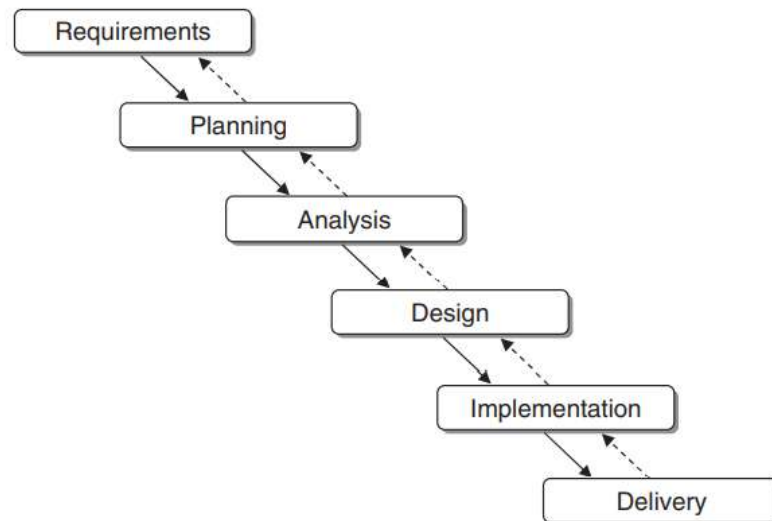 Requirements
Planning
Analysis
Design
Implementation
Delivery